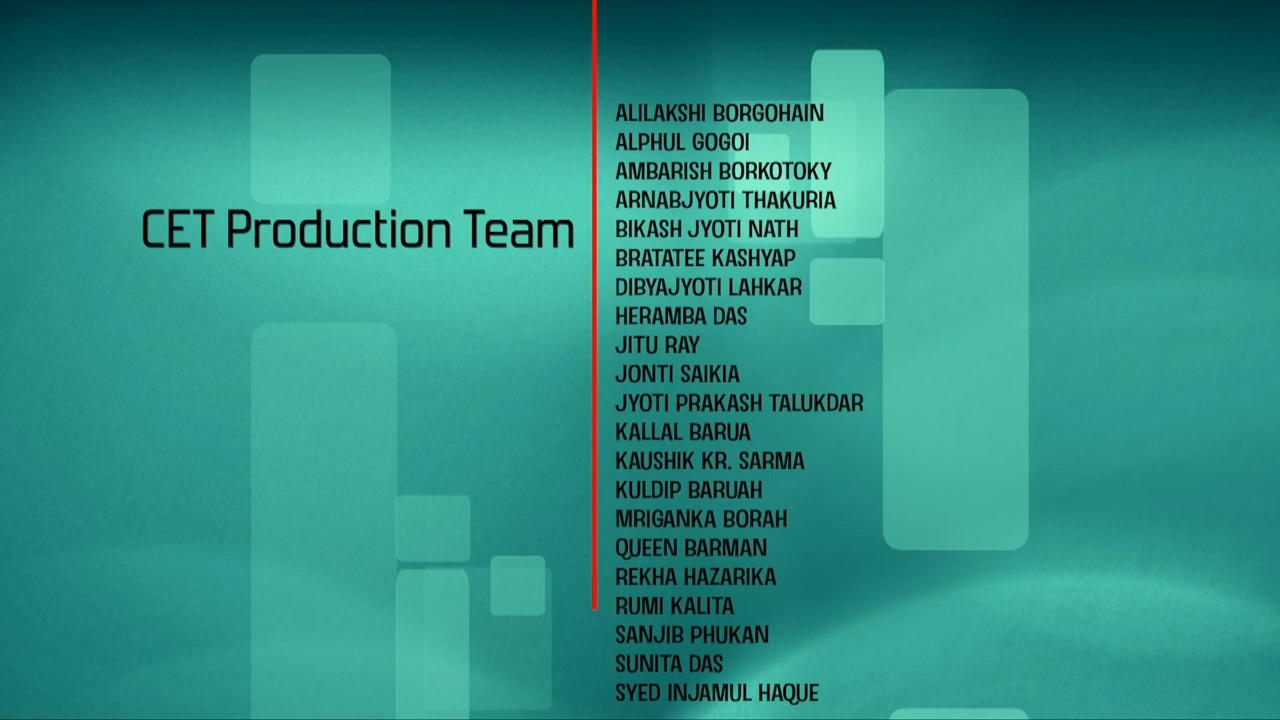 CET Production Team
ALILAKSHI BORGOHAIN
ALPHUL GOGOI
AMBARISH BORKOTOKY
ARNABJYOTI THAKURIA
BIKASH JYOTI NATH
BRATATEE KASHYAP
DIBYAJYOTI LAHKAR
HERAMBA DAS
JITU RAY
JONTI SAIKIA
JYOTI PRAKASH TALUKDAR
KALLAL BARUA
KAUSHIK KR. SARMA
KULDIP BARUAH
MRIGANKA BORAH
QUEEN BARMAN
REKHA HAZARIKA
RUMI KALITA
SANJIB PHUKAN
SUNITA DAS
SYED INJAMUL HAQUE